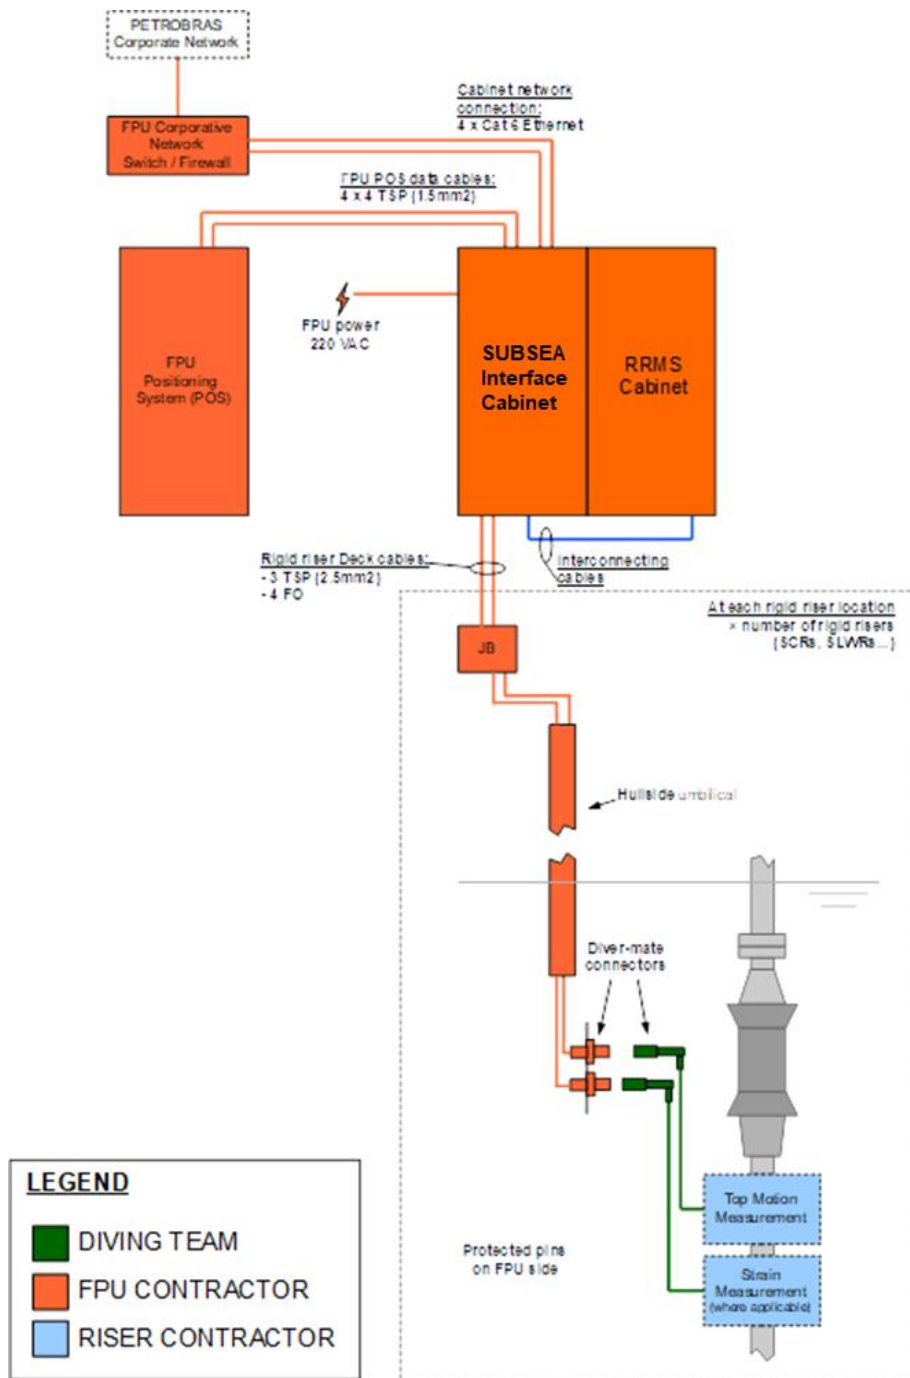 PETROBRAS
Corporate Network
Cabinet network
connection:
4 x Cat 6 Ethernet
FPU Corporative
Network
Switch / Firewall
FPU POS data cables:
4 x 4 TSP (1.5mm2)
FPU power
220 VAC
FPU
Positioning
System (POS)
SUBSEA
Interface
Cabinet
RRMS
Cabinet
Rigid riser Deck cables:
- 3 TSP (2.5mm2)
- 4 FO
Interconnecting
cables
At each rigid riser location
× number of rigid risers
(SCRs, SLWRs...)
JB
Hullside umbilical
Diver-mate
connectors
LEGEND
DIVING TEAM
FPU CONTRACTOR
RISER CONTRACTOR
Protected pins
on FPU side
Top Motion
Measurement
Strain
Measurement
(where applicable)